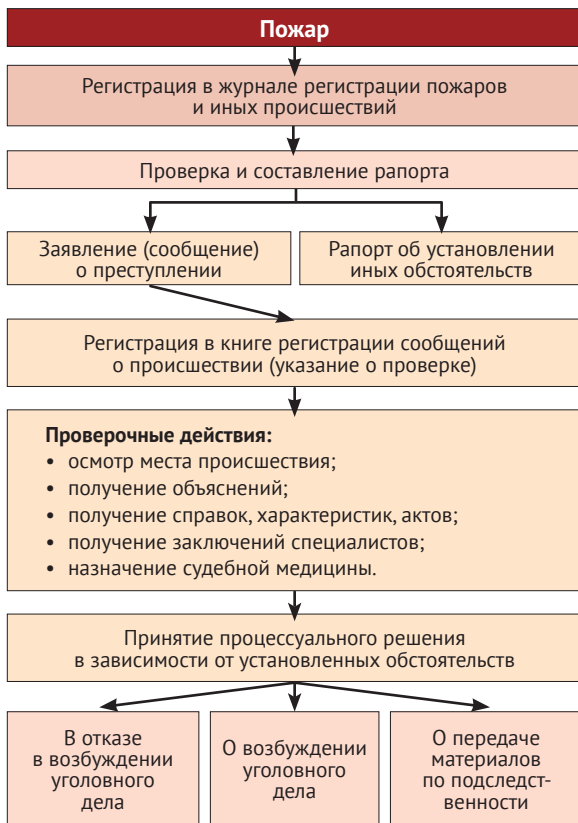 Пожар
Регистрация в журнале регистрации пожаров
и иных происшествий
Проверка и составление рапорта
Заявление (сообщение)
о преступлении
Рапорт об установлении
иных обстоятельств
Регистрация в книге регистрации сообщений
о происшествии (указание о проверке)
Проверочные действия:
• осмотр места происшествия;
• получение объяснений;
• получение справок, характеристик, актов;
• получение заключений специалистов;
• назначение судебной медицины.
Принятие процессуального решения
в зависимости от установленных обстоятельств
В отказе
в возбуждении
уголовного
дела
О возбуждении
уголовного
дела
О передаче
материалов
по подследст-
венности